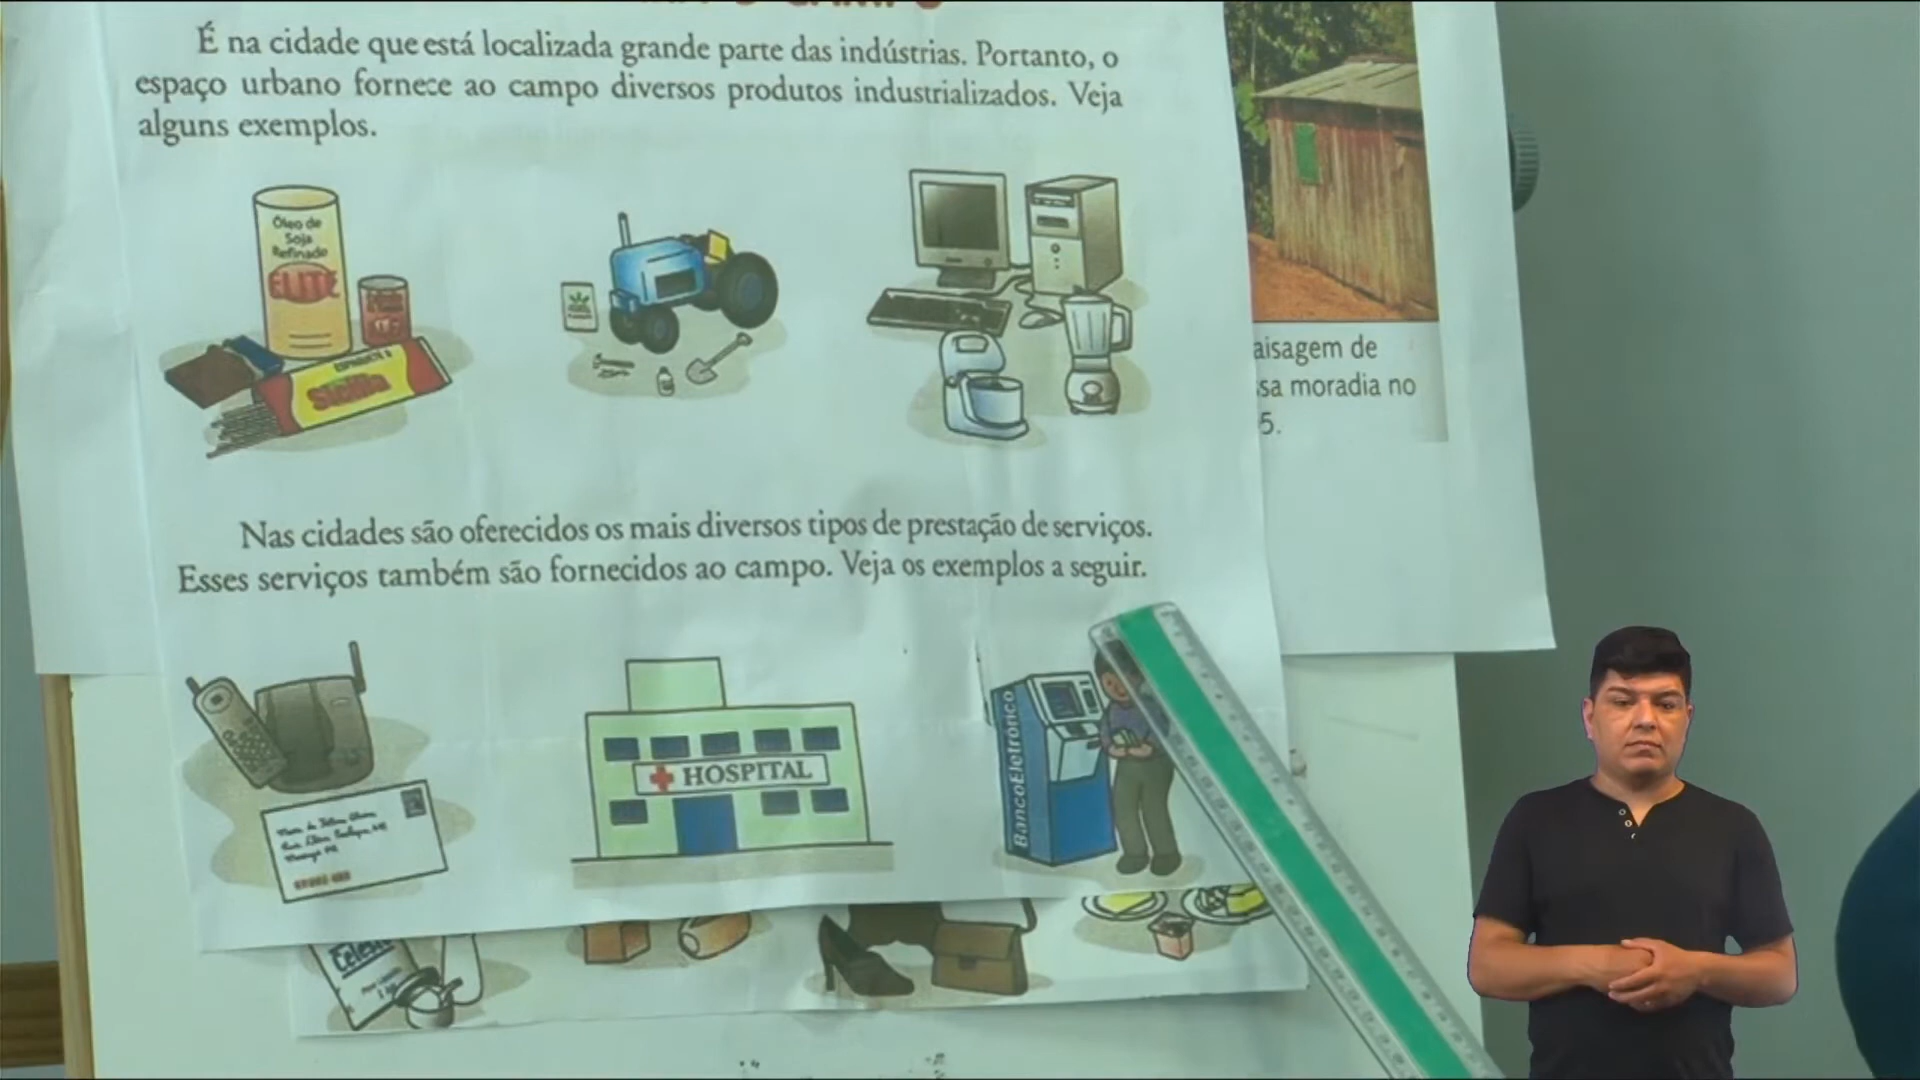 É na cidade que está localizada grande parte das indústrias. Portanto, o
espaço urbano fornece ao campo diversos produtos industrializados. Veja
alguns exemplos.
Óleo de
Soja
Refinado
ELITE
aisagem de
sa moradia no
5.
Nas cidades são oferecidos os mais diversos tipos de prestação de serviços.
Esses serviços também são fornecidos ao campo. Veja os exemplos a seguir.
HOSPITAL
BancoEletrônico